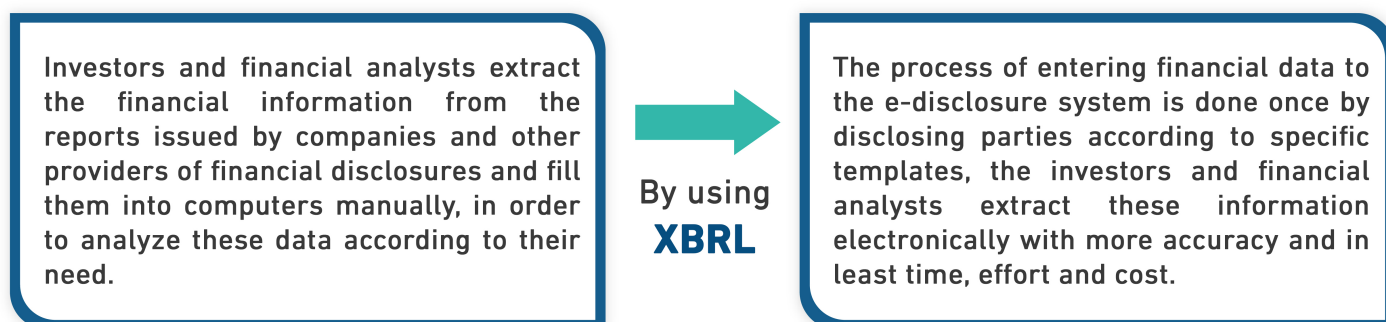 Investors and financial analysts extract
the financial information from the
reports issued by companies and other
providers of financial disclosures and fill
them into computers manually, in order
to analyze these data according to their
need.
By using
XBRL
The process of entering financial data to
the e-disclosure system is done once by
disclosing parties according to specific
templates, the investors and financial
analysts extract these information
electronically with more accuracy and in
least time, effort and cost.